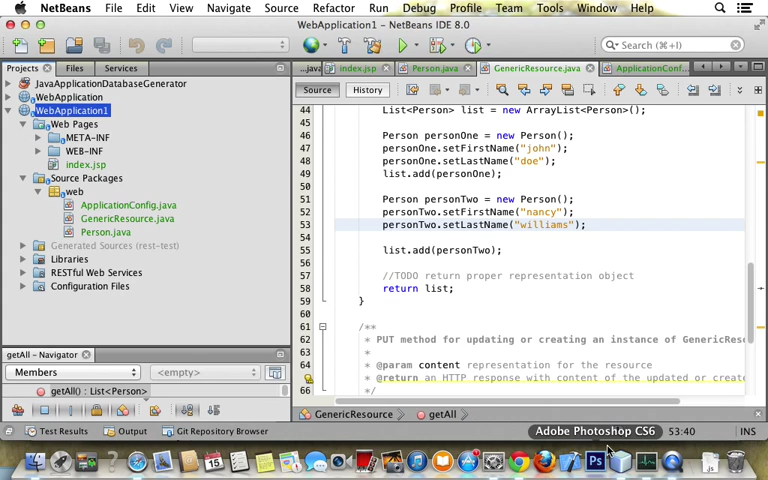 NetBeans File Edit View Navigate Source Refactor Run Debug Profile Team Tools Window Help
WebApplication1 - NetBeans IDE 8.0
Search (⌘+I)
Projects Files Services
...java index.jsp Person.java GenericResource.java ApplicationConf...
Source History
JavaApplicationDatabaseGenerator
WebApplication
WebApplication1
Web Pages
META-INF
WEB-INF
index.jsp
Source Packages
web
ApplicationConfig.java
GenericResource.java
Person.java
Generated Sources (rest-test)
Libraries
RESTful Web Services
Configuration Files
44 List<Person> list = new ArrayList<Person>();
45
46 Person personOne = new Person();
47 personOne.setFirstName("john");
48 personOne.setLastName("doe");
49 list.add(personOne);
50
51 Person personTwo = new Person();
52 personTwo.setFirstName("nancy");
53 personTwo.setLastName("williams");
54
55 list.add(personTwo);
56
57 //TODO return proper representation object
58 return list;
59 }
60
61 /**
62 * PUT method for updating or creating an instance of GenericReso
63 *
64 * @param content representation for the resource
* @return an HTTP response with content of the updated or create
66 */
getAll - Navigator
Members <empty>
getAll() : List<Person>
GenericResource getAll
Test Results Output Git Repository Browser
Adobe Photoshop CS6
53:40 INS
15
Ps
.js